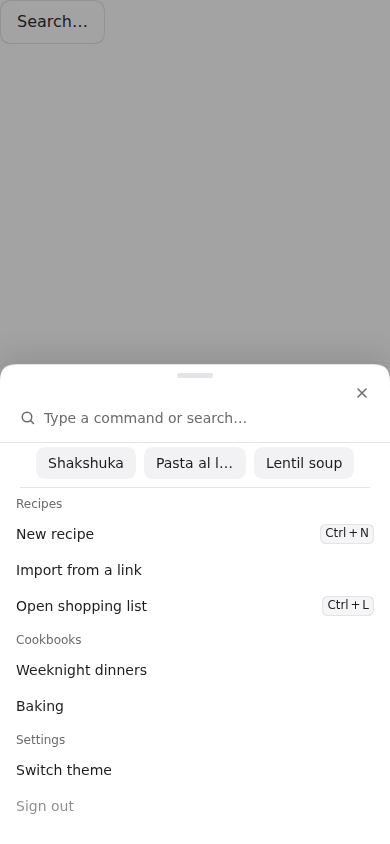 Search…
Type a command or search…
Shakshuka Pasta al l… Lentil soup
Recipes
New recipe Ctrl + N
Import from a link
Open shopping list Ctrl + L
Cookbooks
Weeknight dinners
Baking
Settings
Switch theme
Sign out